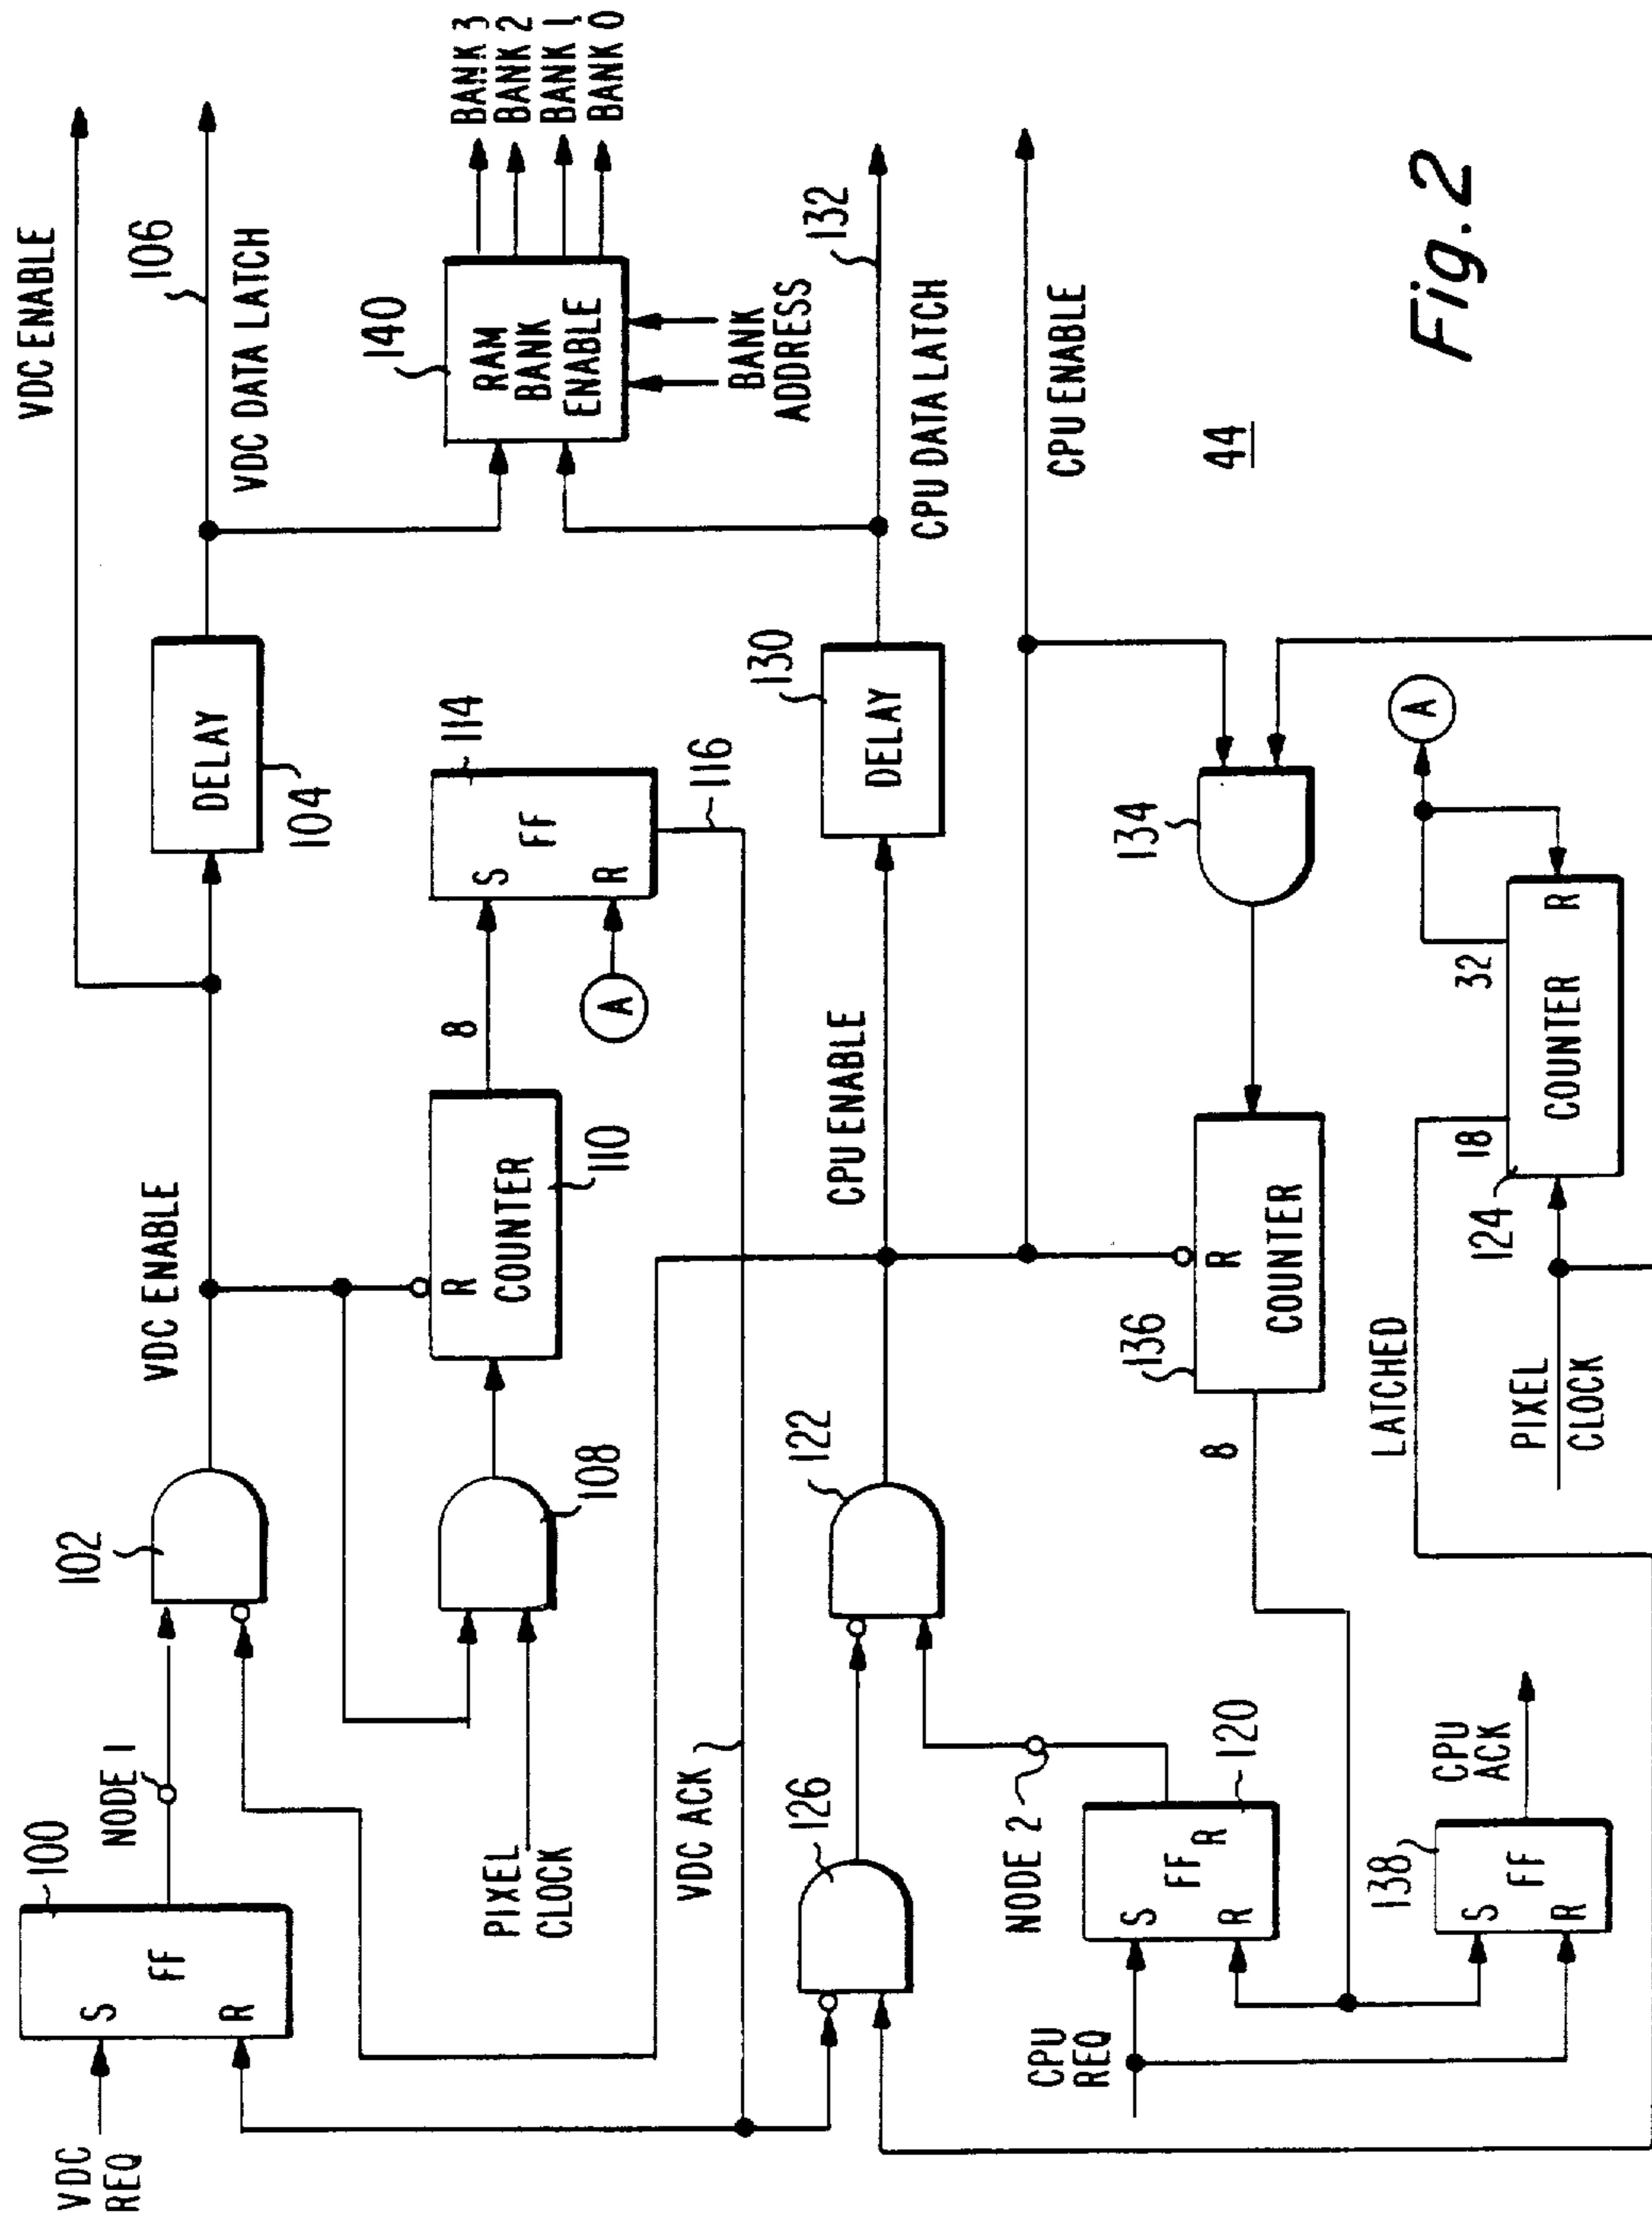 VDC ENABLE
106
VDC DATA LATCH
BANK 3
BANK 2
BANK 1
BANK 0
140
RAM
BANK
ENABLE
BANK
ADDRESS
132
CPU DATA LATCH
CPU ENABLE
44
Fig. 2
DELAY
104
114
S
FF
R
116
A
8
130
DELAY
134
A
VDC ENABLE
R
COUNTER
110
CPU ENABLE
136
R
COUNTER
8
32
R
COUNTER
18
124
LATCHED
PIXEL
CLOCK
102
108
122
NODE 1
100
S
FF
R
VDC
REQ
PIXEL
CLOCK
VDC ACK
126
NODE 2
120
S
FF
R
R
CPU
REQ
138
S
FF
R
CPU
ACK